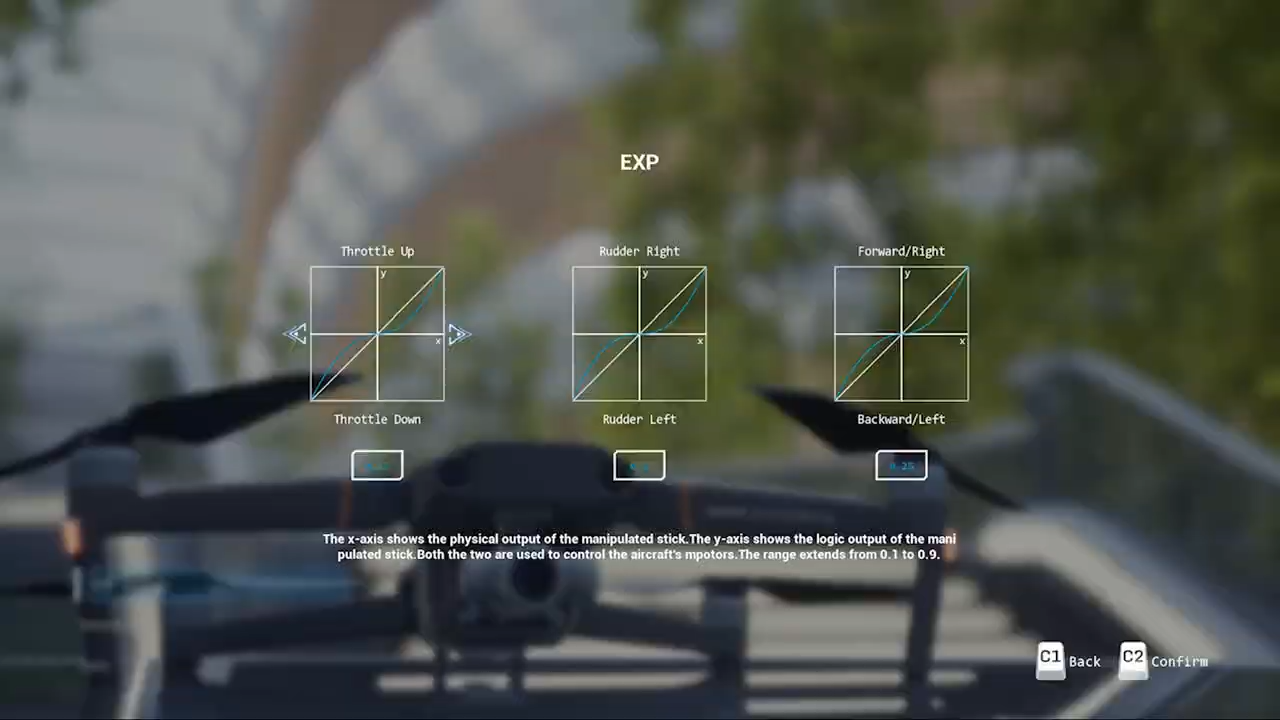 EXP
Throttle Up
Rudder Right
Forward/Right
y
y
y
x
x
x
Throttle Down
Rudder Left
Backward/Left
0.25
The x-axis shows the physical output of the manipulated stick.The y-axis shows the logic output of the mani
pulated stick.Both the two are used to control the aircraft's mpotors.The range extends from 0.1 to 0.9.
C1 Back
C2 Confirm